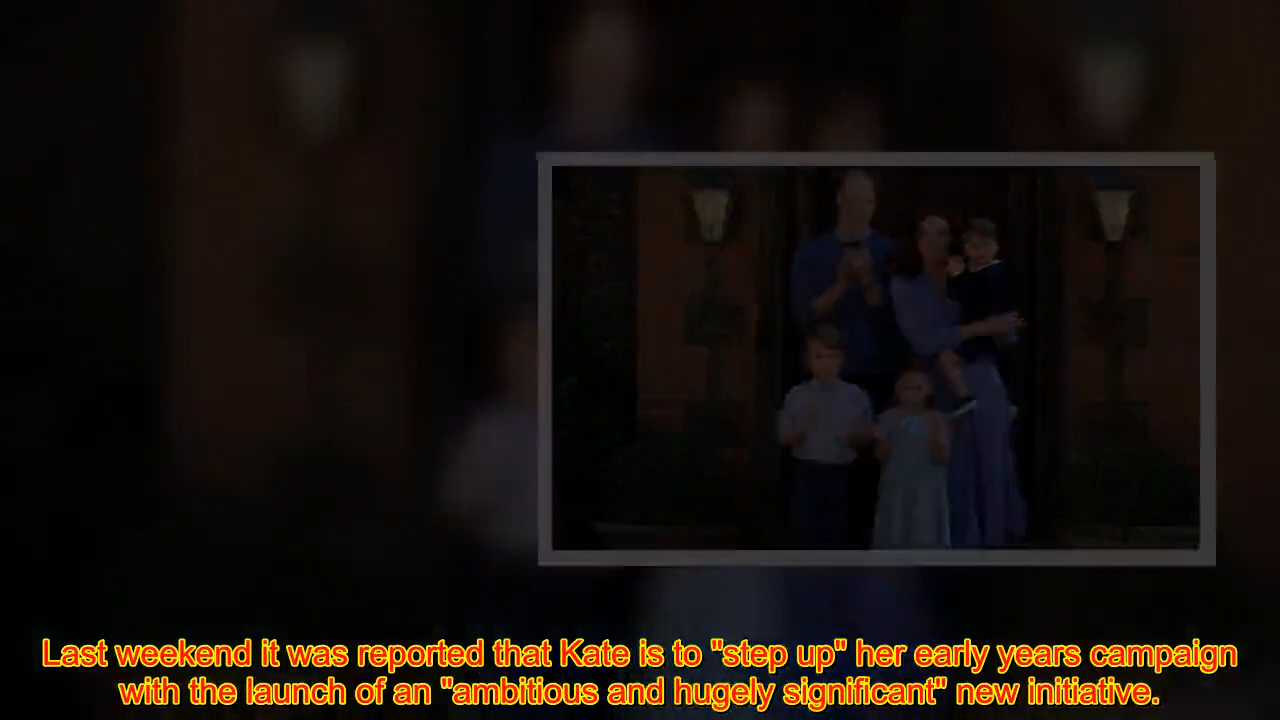 Last weekend it was reported that Kate is to "step up" her early years campaign
with the launch of an "ambitious and hugely significant" new initiative.